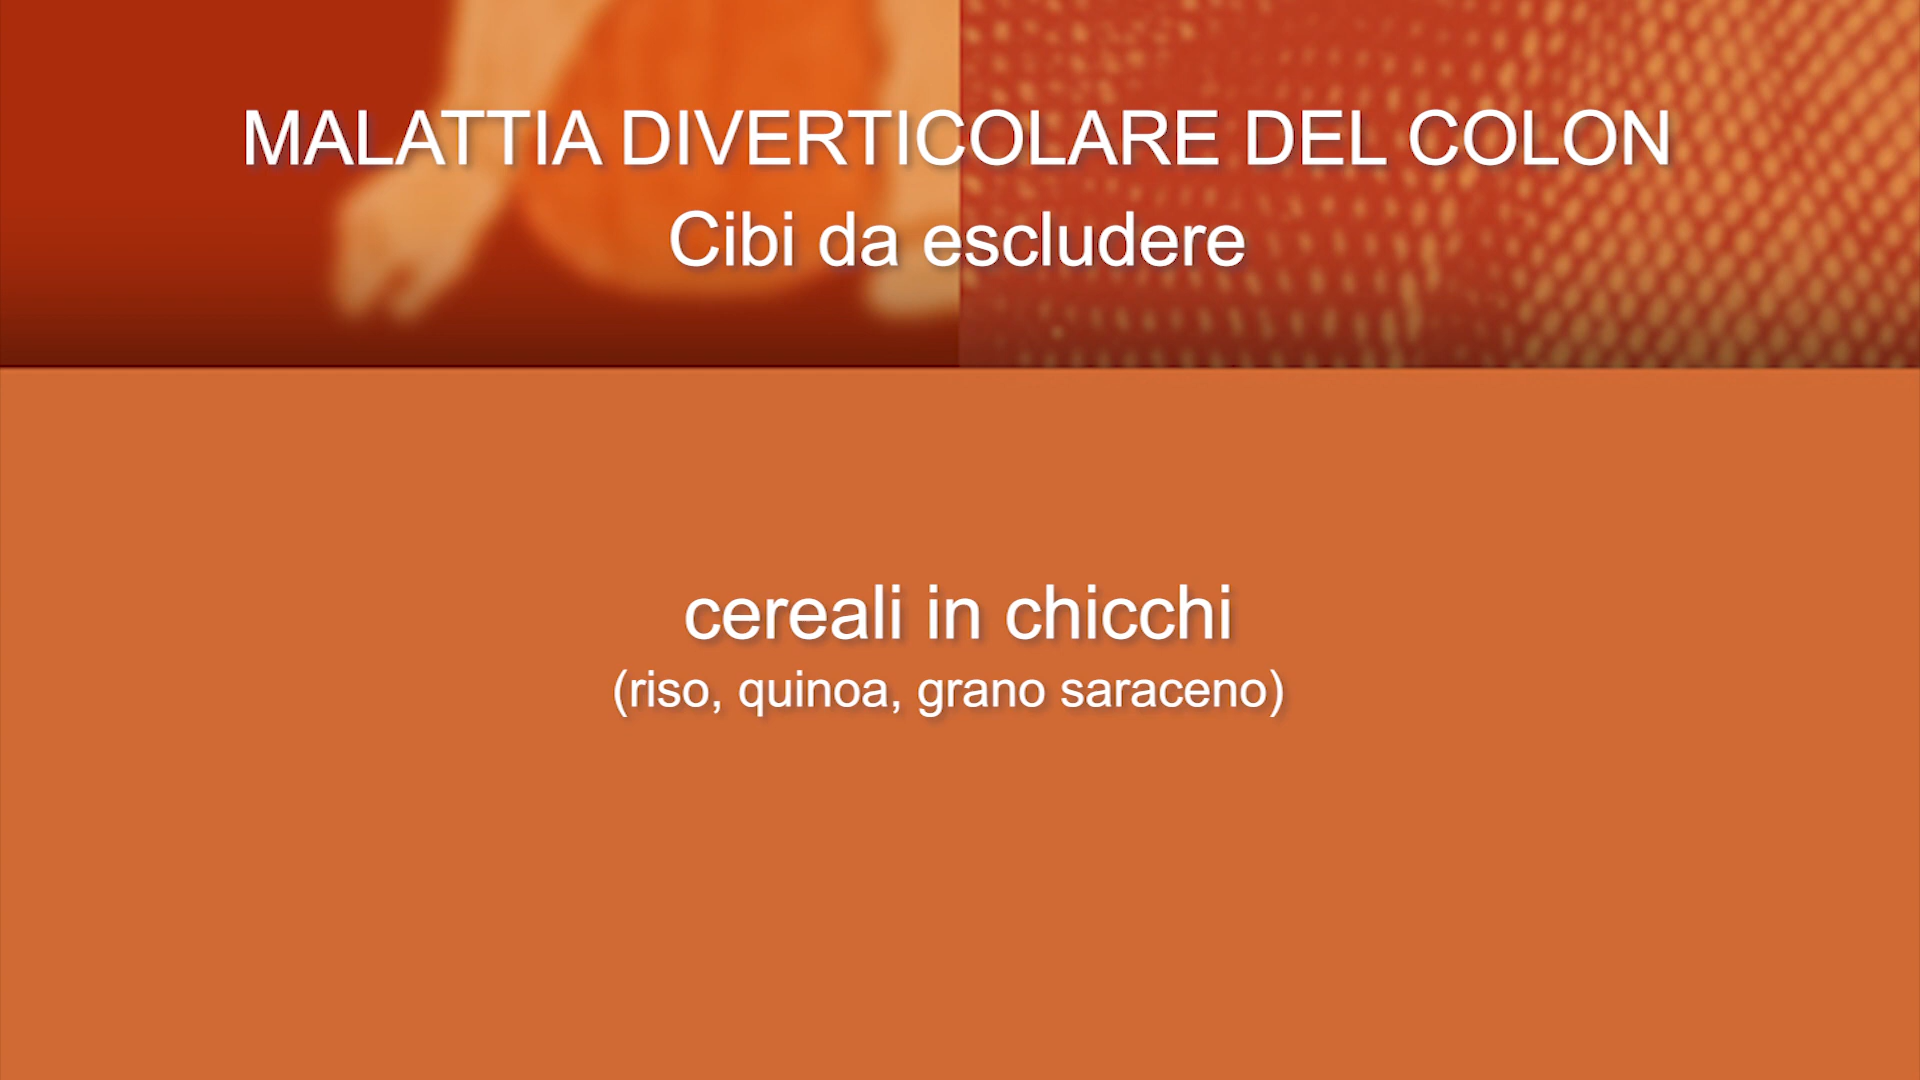 MALATTIA DIVERTICOLARE DEL COLON
Cibi da escludere
cereali in chicchi
(riso, quinoa, grano saraceno)